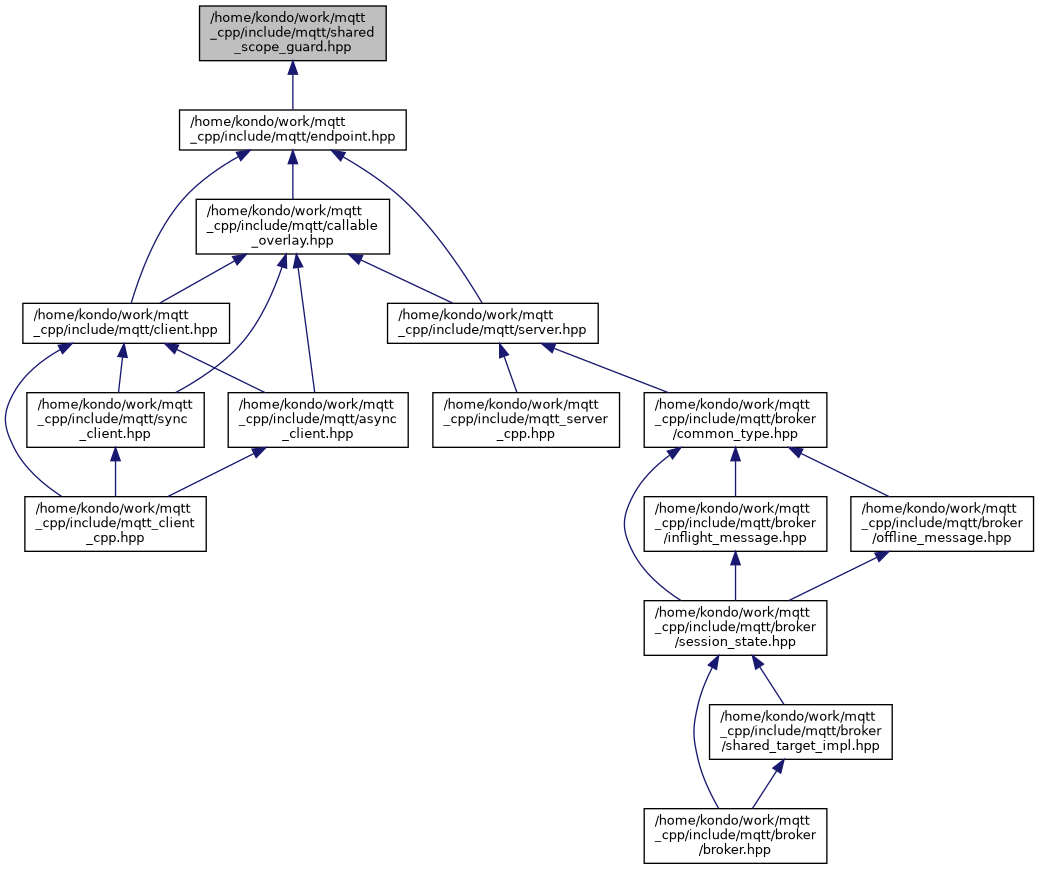 /home/kondo/work/mqtt
_cpp/include/mqtt/shared
_scope_guard.hpp
/home/kondo/work/mqtt
_cpp/include/mqtt/endpoint.hpp
/home/kondo/work/mqtt
_cpp/include/mqtt/callable
_overlay.hpp
/home/kondo/work/mqtt
_cpp/include/mqtt/client.hpp
/home/kondo/work/mqtt
_cpp/include/mqtt/server.hpp
/home/kondo/work/mqtt
_cpp/include/mqtt/sync
_client.hpp
/home/kondo/work/mqtt
_cpp/include/mqtt/async
_client.hpp
/home/kondo/work/mqtt
_cpp/include/mqtt_server
_cpp.hpp
/home/kondo/work/mqtt
_cpp/include/mqtt/broker
/common_type.hpp
/home/kondo/work/mqtt
_cpp/include/mqtt_client
_cpp.hpp
/home/kondo/work/mqtt
_cpp/include/mqtt/broker
/inflight_message.hpp
/home/kondo/work/mqtt
_cpp/include/mqtt/broker
/offline_message.hpp
/home/kondo/work/mqtt
_cpp/include/mqtt/broker
/session_state.hpp
/home/kondo/work/mqtt
_cpp/include/mqtt/broker
/shared_target_impl.hpp
/home/kondo/work/mqtt
_cpp/include/mqtt/broker
/broker.hpp